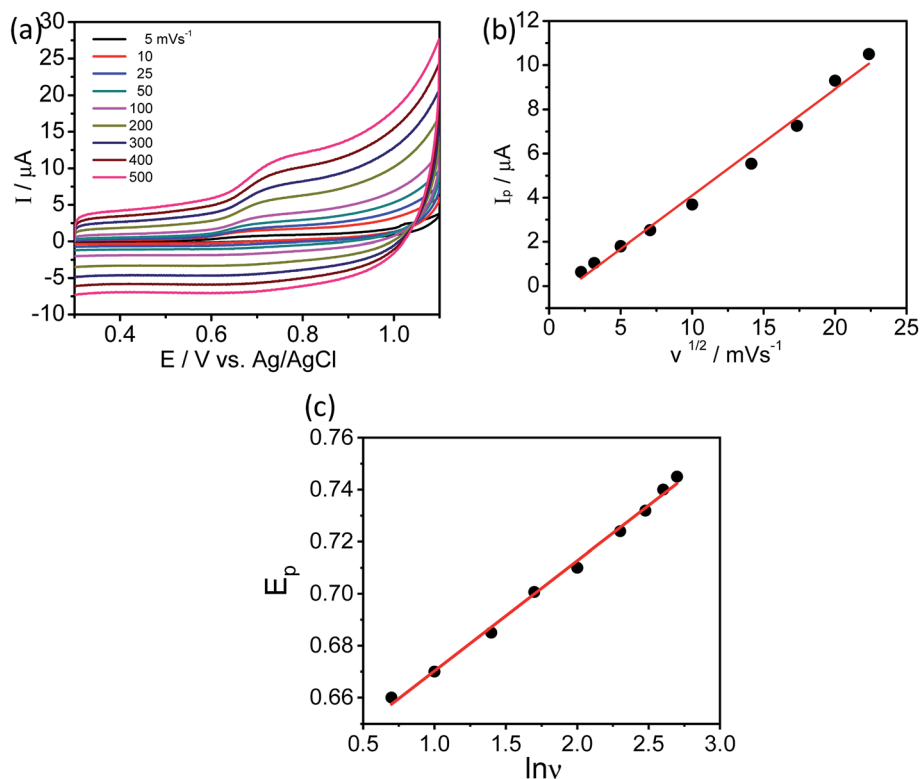 (a)
30
25
20
15
10
5
0
-5
-10
I / µA
5 mVs⁻¹
10
25
50
100
200
300
400
500
0.4 0.6 0.8 1.0
E / V vs. Ag/AgCl
(b)
12
10
8
6
4
2
0
Iₚ / µA
0 5 10 15 20 25
ν ¹/² / mVs⁻¹
(c)
0.76
0.74
0.72
0.70
0.68
0.66
Eₚ
0.5 1.0 1.5 2.0 2.5 3.0
lnν